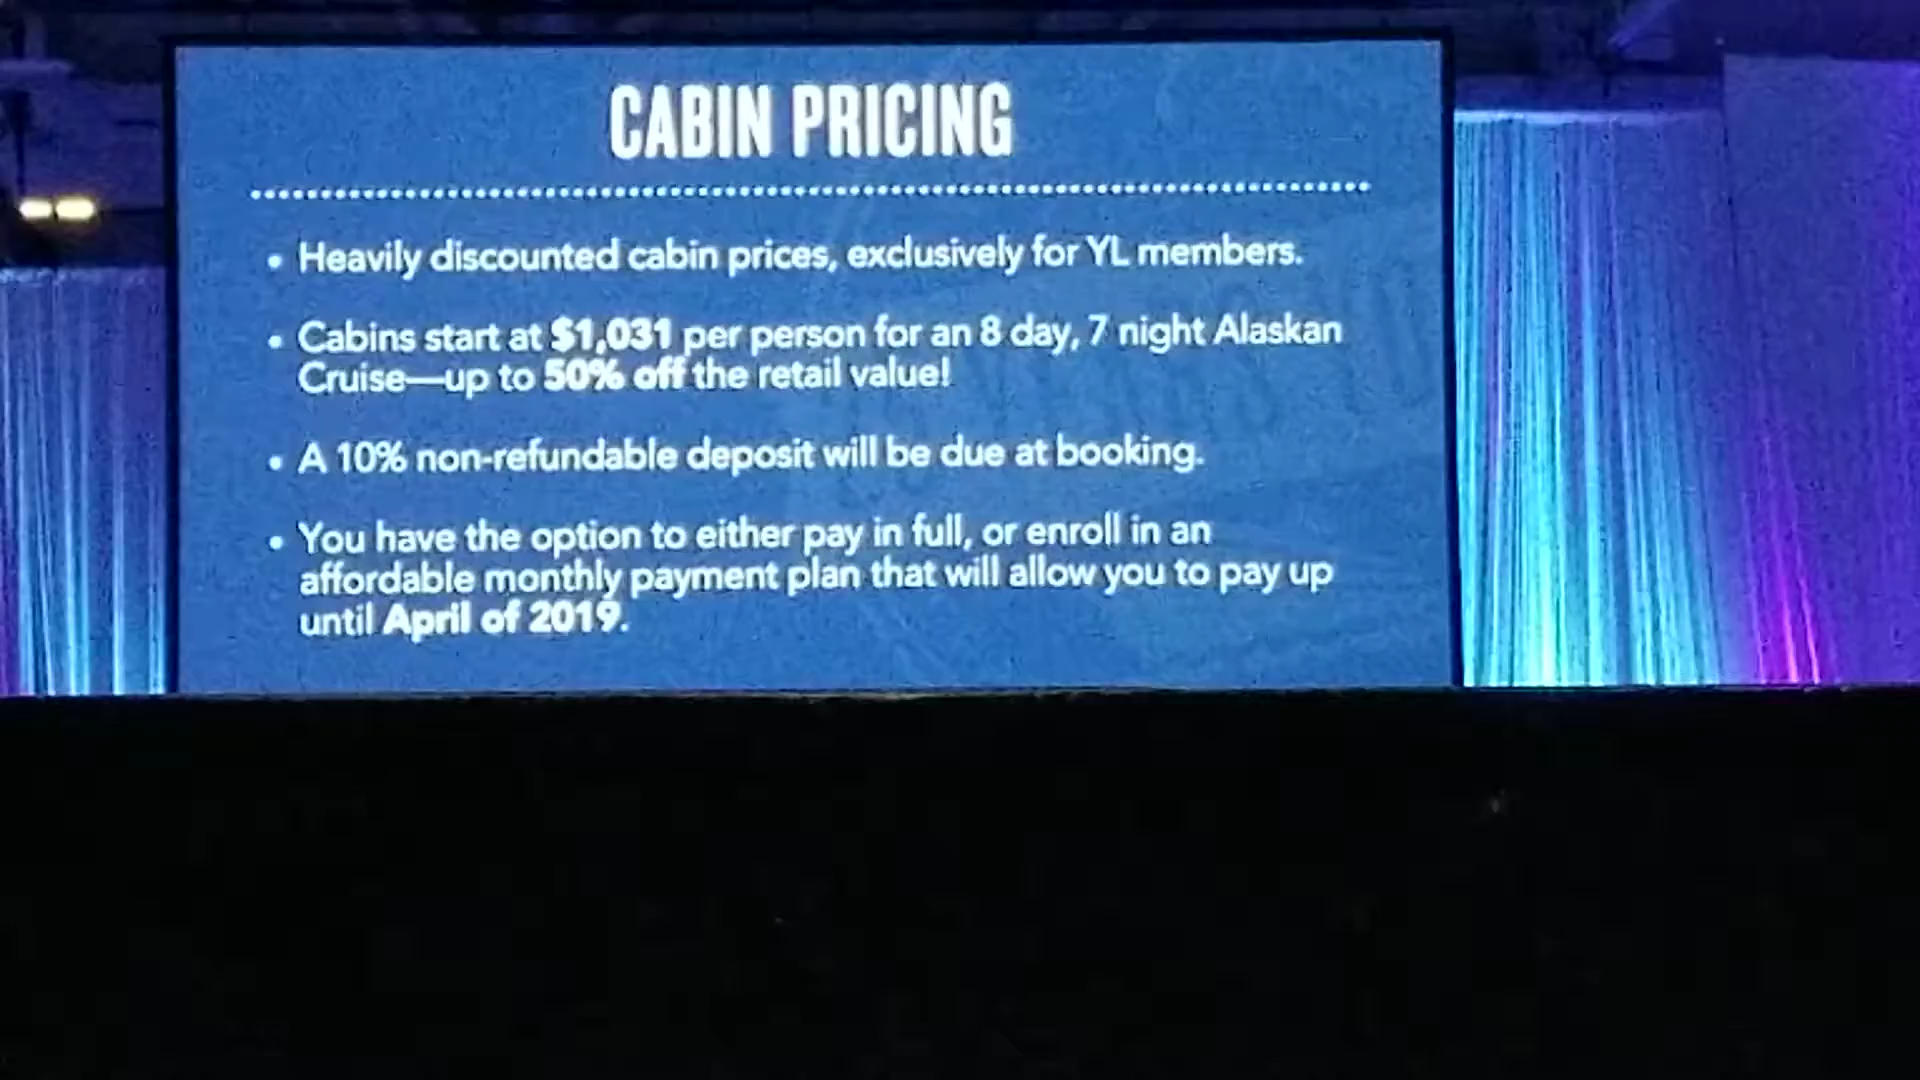 CABIN PRICING
• Heavily discounted cabin prices, exclusively for YL members.
• Cabins start at $1,031 per person for an 8 day, 7 night Alaskan
Cruise—up to 50% off the retail value!
• A 10% non-refundable deposit will be due at booking.
• You have the option to either pay in full, or enroll in an
affordable monthly payment plan that will allow you to pay up
until April of 2019.